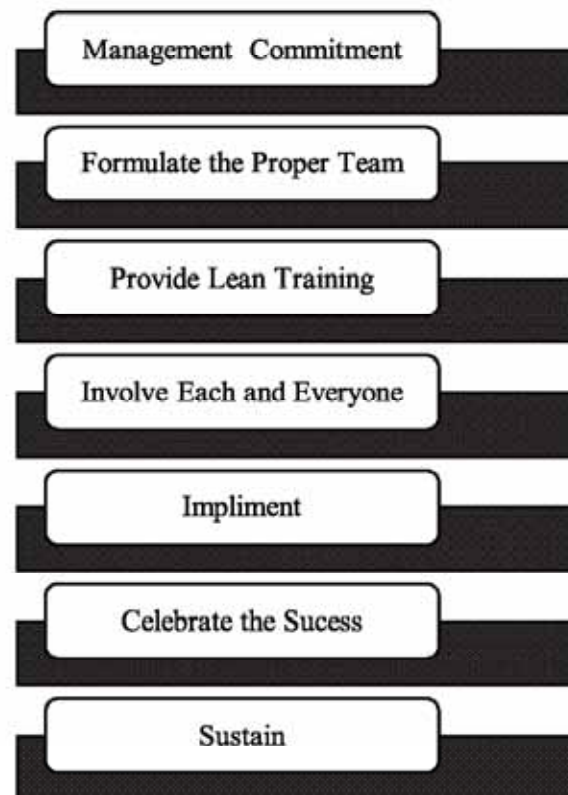 Management Commitment
Formulate the Proper Team
Provide Lean Training
Involve Each and Everyone
Impliment
Celebrate the Sucess
Sustain